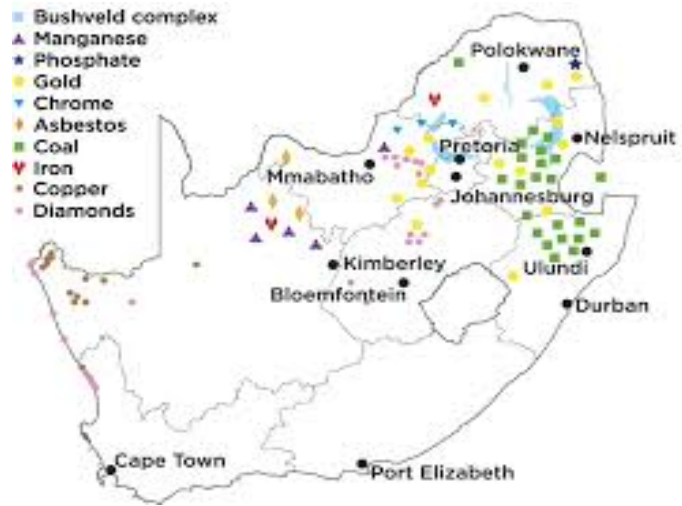 Bushveld complex
Manganese
Phosphate
Gold
Chrome
Asbestos
Coal
Iron
Copper
Diamonds
Polokwane
Nelspruit
Pretoria
Mmabatho
Johannesburg
Kimberley
Ulundi
Bloemfontein
Durban
Cape Town
Port Elizabeth